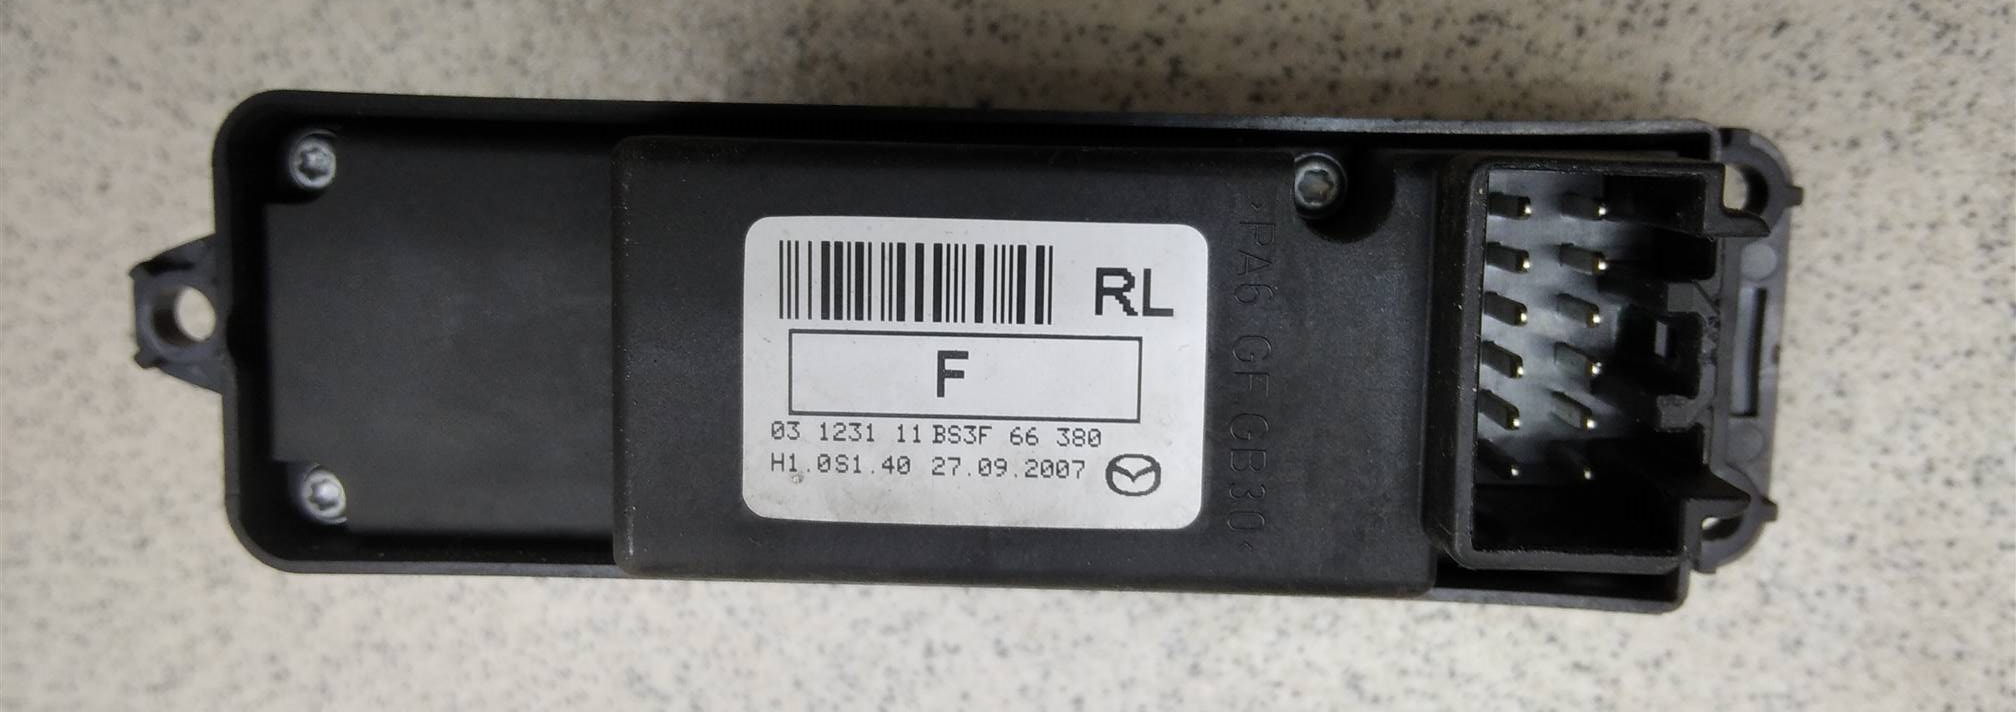 RL
F
03 1231 11 BS3F 66 380
H1.0S1.40 27.09.2007
>PA6 GF GB30<